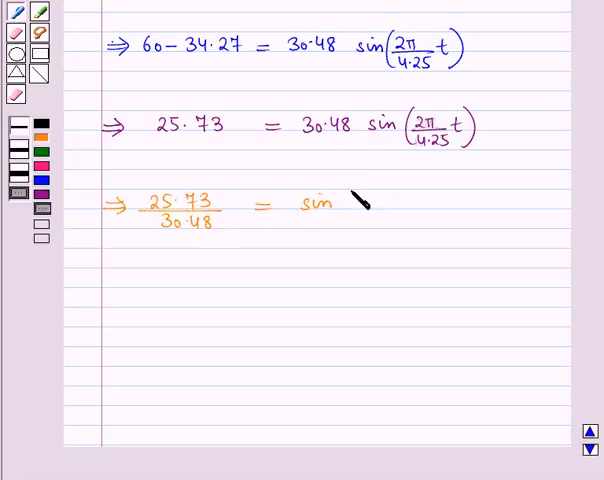 ⇒ 60 - 34.27 = 30.48 sin(2π/4.25 t)
⇒ 25.73 = 30.48 sin(2π/4.25 t)
⇒ 25.73/30.48 = sin